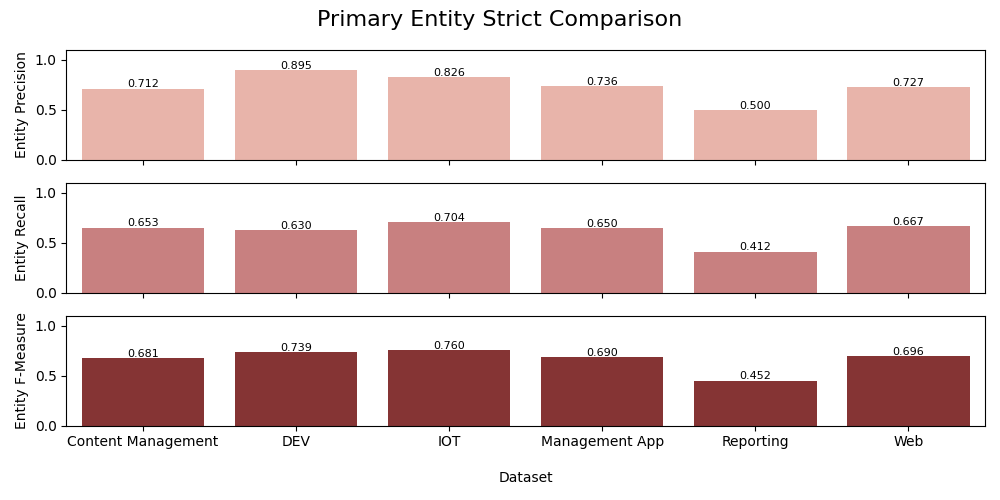 Primary Entity Strict Comparison
Entity Precision
1.0
0.5
0.0
0.712
0.895
0.826
0.736
0.500
0.727
Entity Recall
1.0
0.5
0.0
0.653
0.630
0.704
0.650
0.412
0.667
Entity F-Measure
1.0
0.5
0.0
0.681
0.739
0.760
0.690
0.452
0.696
Content Management
DEV
IOT
Management App
Reporting
Web
Dataset